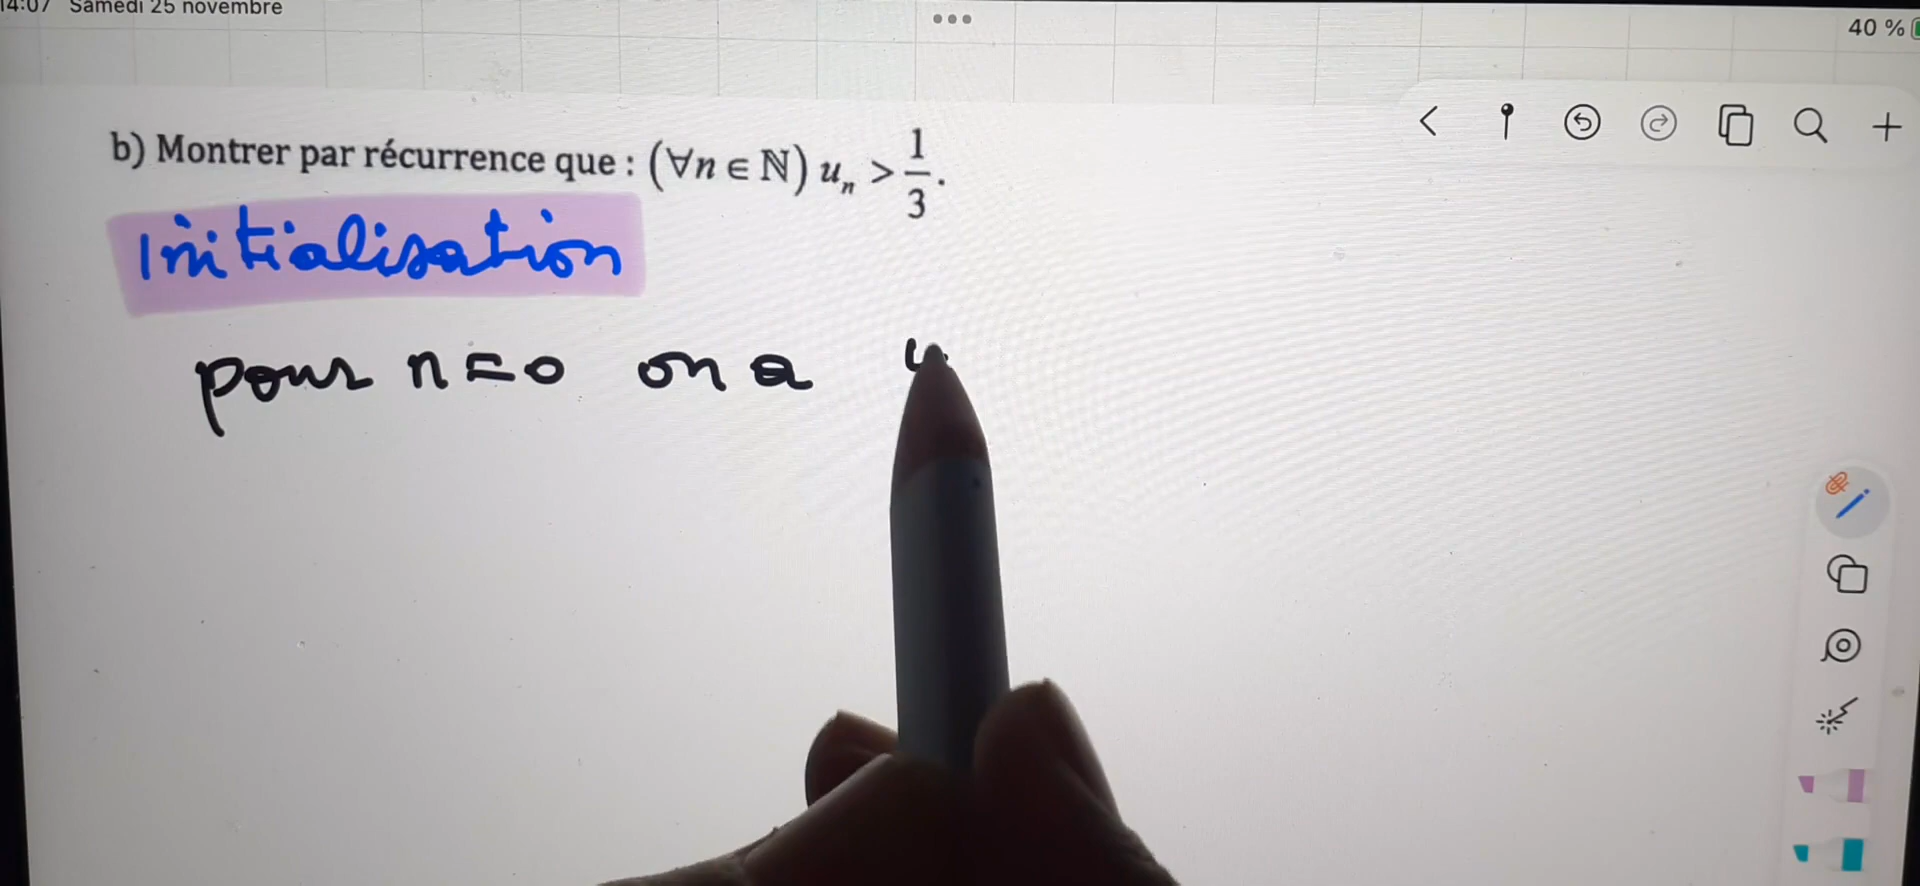 14:07 Samedi 25 novembre
40 %
b) Montrer par récurrence que : (∀n ∈ ℕ) uₙ > 1/3.
Initialisation
pour n = 0 on a u